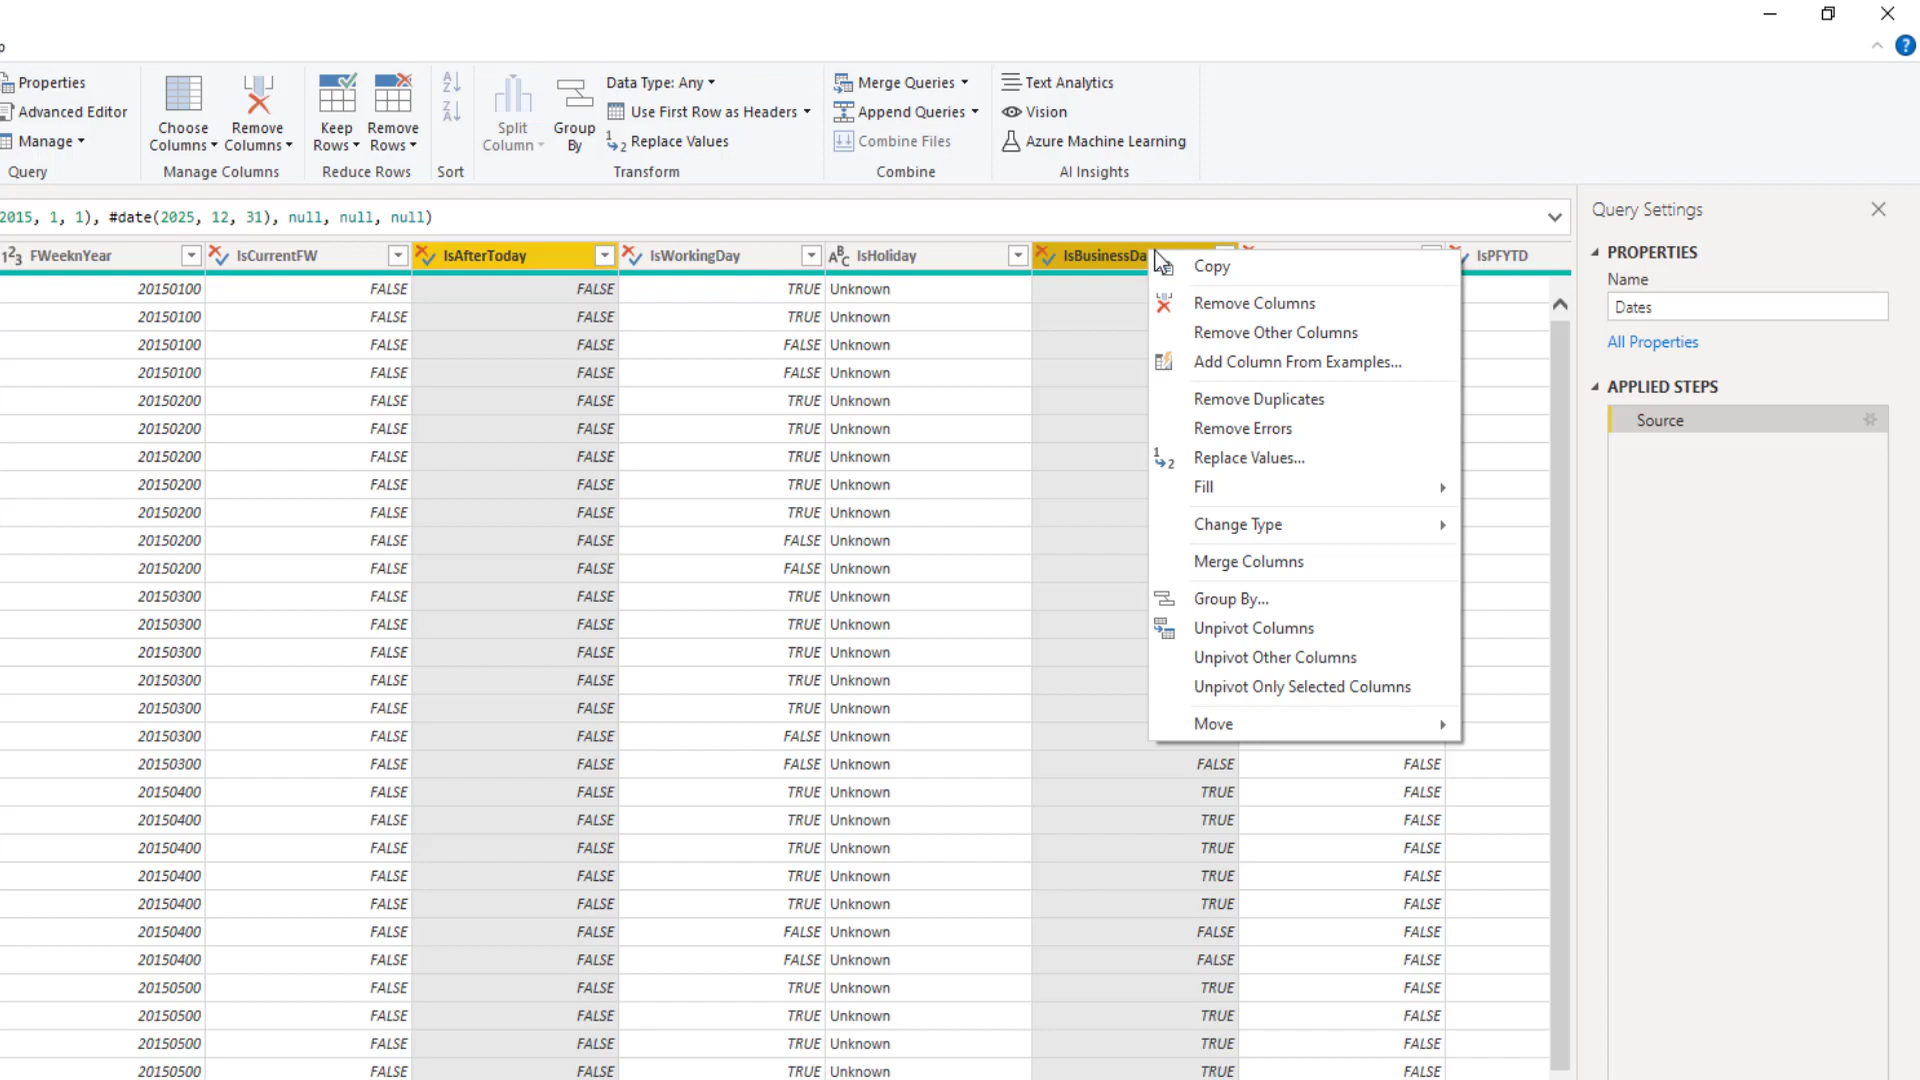 Properties
Advanced Editor
Manage
Query
Choose Columns
Remove Columns
Manage Columns
Keep Rows
Remove Rows
Reduce Rows
Sort
Split Column
Group By
Data Type: Any
Use First Row as Headers
Replace Values
Transform
Merge Queries
Append Queries
Combine Files
Combine
Text Analytics
Vision
Azure Machine Learning
AI Insights
2015, 1, 1), #date(2025, 12, 31), null, null, null)
FWeeknYear IsCurrentFW IsAfterToday IsWorkingDay IsHoliday IsBusinessDa IsPFYTD
20150100 FALSE FALSE TRUE Unknown
20150100 FALSE FALSE TRUE Unknown
20150100 FALSE FALSE FALSE Unknown
20150100 FALSE FALSE FALSE Unknown
20150200 FALSE FALSE TRUE Unknown
20150200 FALSE FALSE TRUE Unknown
20150200 FALSE FALSE TRUE Unknown
20150200 FALSE FALSE TRUE Unknown
20150200 FALSE FALSE TRUE Unknown
20150200 FALSE FALSE FALSE Unknown
20150200 FALSE FALSE FALSE Unknown
20150300 FALSE FALSE TRUE Unknown
20150300 FALSE FALSE TRUE Unknown
20150300 FALSE FALSE TRUE Unknown
20150300 FALSE FALSE TRUE Unknown
20150300 FALSE FALSE TRUE Unknown
20150300 FALSE FALSE FALSE Unknown
20150300 FALSE FALSE FALSE Unknown FALSE FALSE
20150400 FALSE FALSE TRUE Unknown TRUE FALSE
20150400 FALSE FALSE TRUE Unknown TRUE FALSE
20150400 FALSE FALSE TRUE Unknown TRUE FALSE
20150400 FALSE FALSE TRUE Unknown TRUE FALSE
20150400 FALSE FALSE TRUE Unknown TRUE FALSE
20150400 FALSE FALSE FALSE Unknown FALSE FALSE
20150400 FALSE FALSE FALSE Unknown FALSE FALSE
20150500 FALSE FALSE TRUE Unknown TRUE FALSE
20150500 FALSE FALSE TRUE Unknown TRUE FALSE
20150500 FALSE FALSE TRUE Unknown TRUE FALSE
20150500 FALSE FALSE TRUE Unknown TRUE FALSE
Copy
Remove Columns
Remove Other Columns
Add Column From Examples...
Remove Duplicates
Remove Errors
Replace Values...
Fill
Change Type
Merge Columns
Group By...
Unpivot Columns
Unpivot Other Columns
Unpivot Only Selected Columns
Move
Query Settings
PROPERTIES
Name
Dates
All Properties
APPLIED STEPS
Source